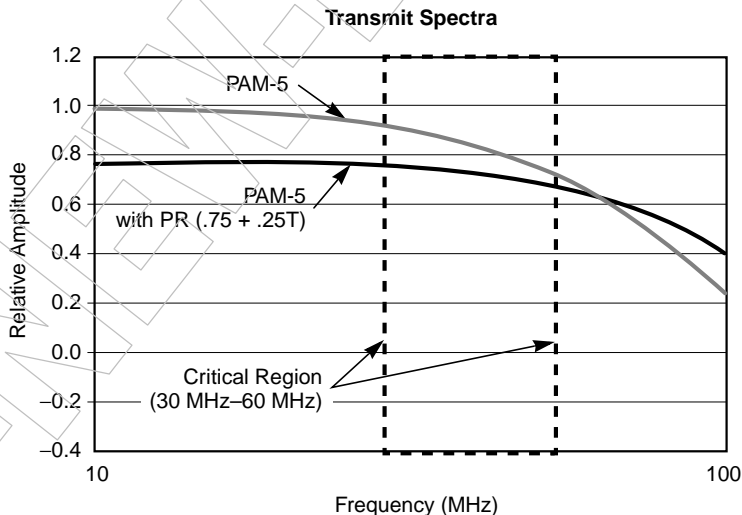 Transmit Spectra
1.2
1.0
0.8
0.6
0.4
0.2
0.0
–0.2
–0.4
Relative Amplitude
PAM-5
PAM-5
with PR (.75 + .25T)
Critical Region
(30 MHz–60 MHz)
10
100
Frequency (MHz)